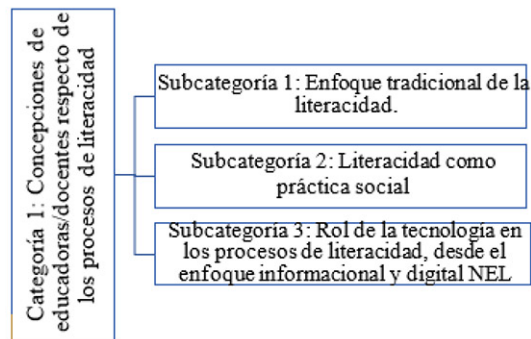 Categoría 1: Concepciones de
educadoras/docentes respecto de
los procesos de literacidad
Subcategoría 1: Enfoque tradicional de la
literacidad.
Subcategoría 2: Literacidad como
práctica social
Subcategoría 3: Rol de la tecnología en
los procesos de literacidad, desde el
enfoque informacional y digital NEL